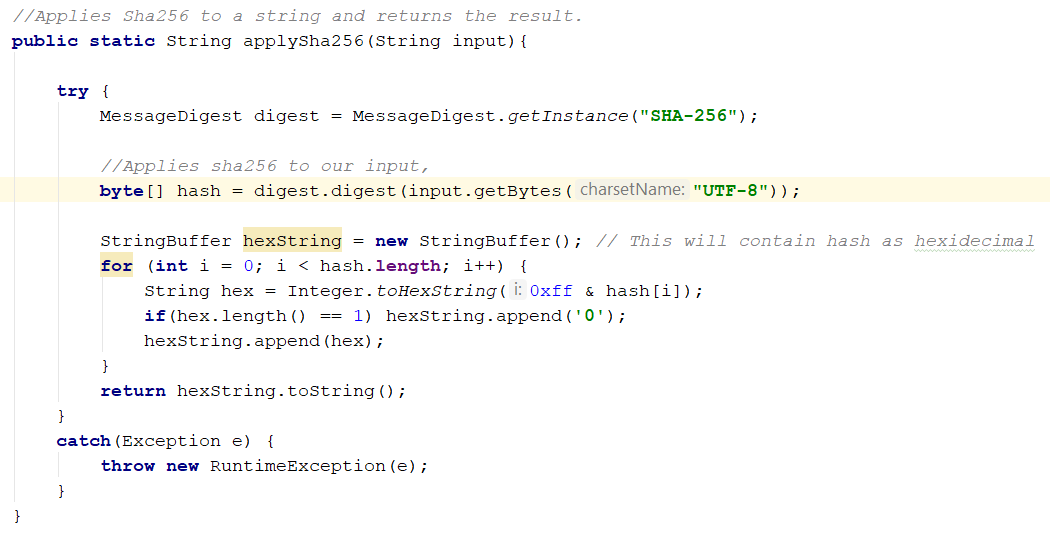 //Applies Sha256 to a string and returns the result.
public static String applySha256(String input){
try {
MessageDigest digest = MessageDigest.getInstance("SHA-256");
//Applies sha256 to our input,
byte[] hash = digest.digest(input.getBytes( charsetName: "UTF-8"));
StringBuffer hexString = new StringBuffer(); // This will contain hash as hexidecimal
for (int i = 0; i < hash.length; i++) {
String hex = Integer.toHexString( i: 0xff & hash[i]);
if(hex.length() == 1) hexString.append('0');
hexString.append(hex);
}
return hexString.toString();
}
catch(Exception e) {
throw new RuntimeException(e);
}
}